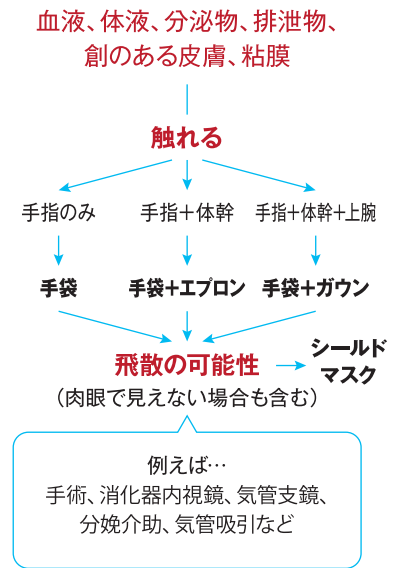 血液、体液、分泌物、排泄物、
創のある皮膚、粘膜
触れる
手指のみ
手指＋体幹
手指＋体幹＋上腕
手袋
手袋＋エプロン
手袋＋ガウン
飛散の可能性
シールド
マスク
（肉眼で見えない場合も含む）
例えば…
手術、消化器内視鏡、気管支鏡、
分娩介助、気管吸引など